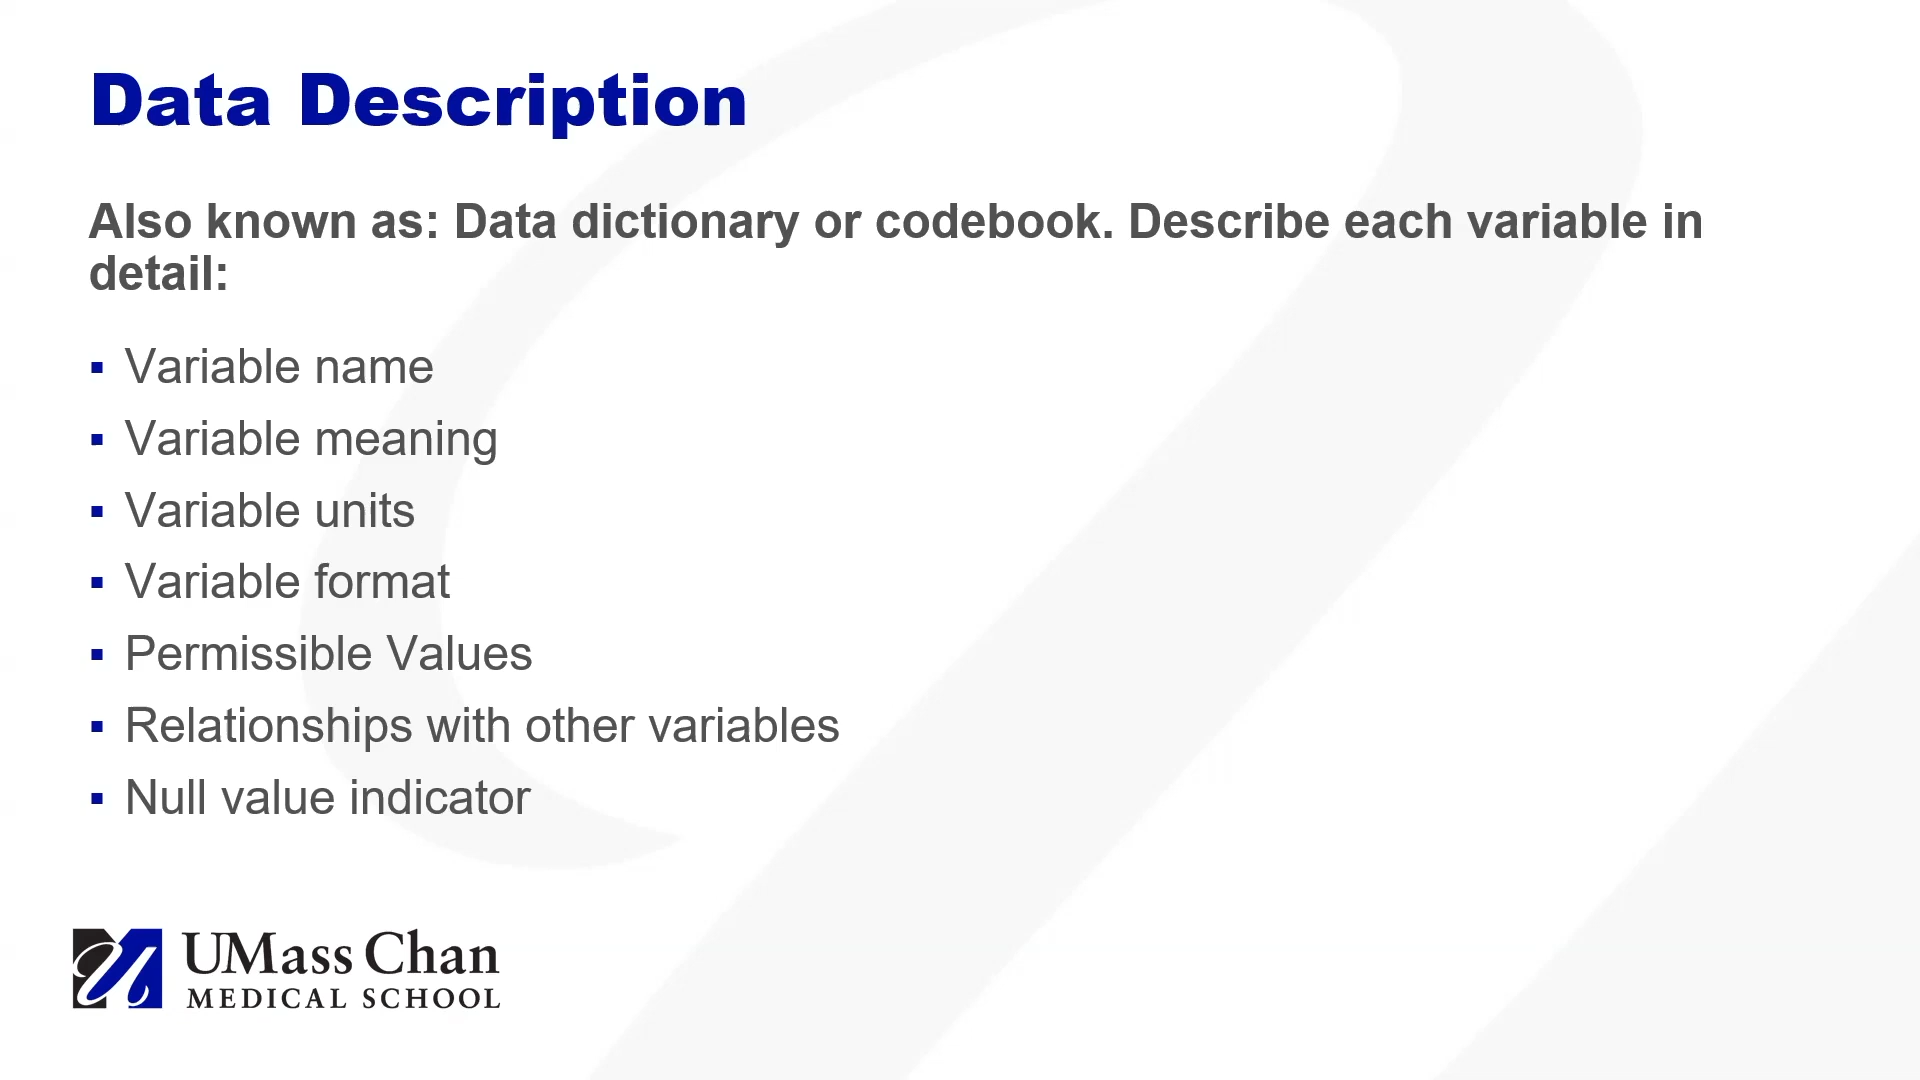 Data Description
Also known as: Data dictionary or codebook. Describe each variable in
detail:
▪ Variable name
▪ Variable meaning
▪ Variable units
▪ Variable format
▪ Permissible Values
▪ Relationships with other variables
▪ Null value indicator
UMass Chan
MEDICAL SCHOOL